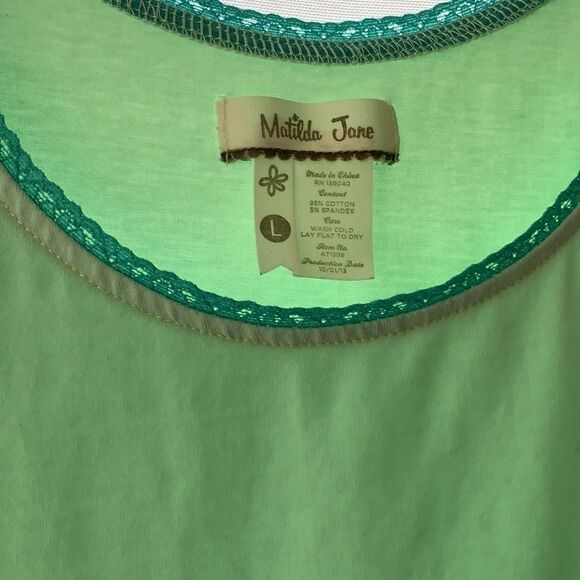 Matilda Jane
Made in China
RN 139040
Content
95% COTTON
5% SPANDEX
Care
WASH COLD
LAY FLAT TO DRY
Item No.
AT1598
Production Date
10/01/13
L